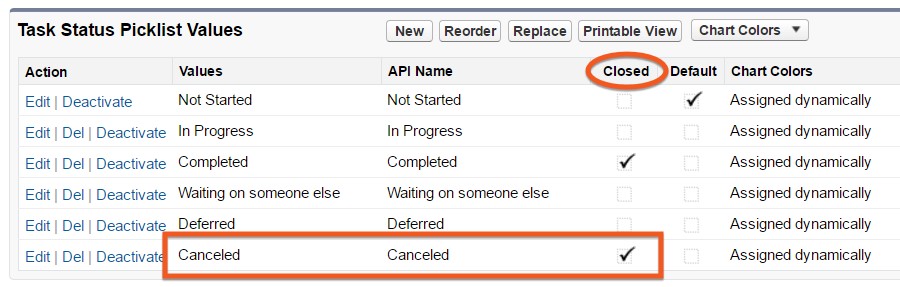 Task Status Picklist Values New Reorder Replace Printable View Chart Colors
Action Values API Name Closed Default Chart Colors
Edit | Deactivate Not Started Not Started Assigned dynamically
Edit | Del | Deactivate In Progress In Progress Assigned dynamically
Edit | Del | Deactivate Completed Completed Assigned dynamically
Edit | Del | Deactivate Waiting on someone else Waiting on someone else Assigned dynamically
Edit | Del | Deactivate Deferred Deferred Assigned dynamically
Edit | Del | Deactivate Canceled Canceled Assigned dynamically